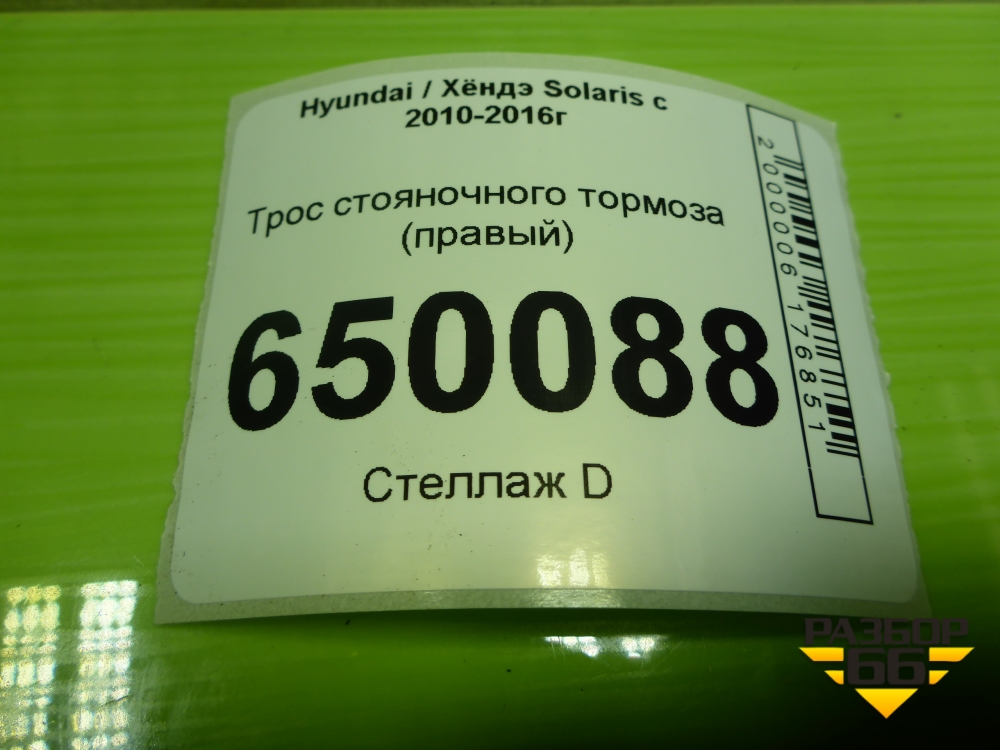 Hyundai / Хёндэ Solaris с
2010-2016г
Трос стояночного тормоза
(правый)
650088
Стеллаж D
2000006176851
РАЗБОР
66